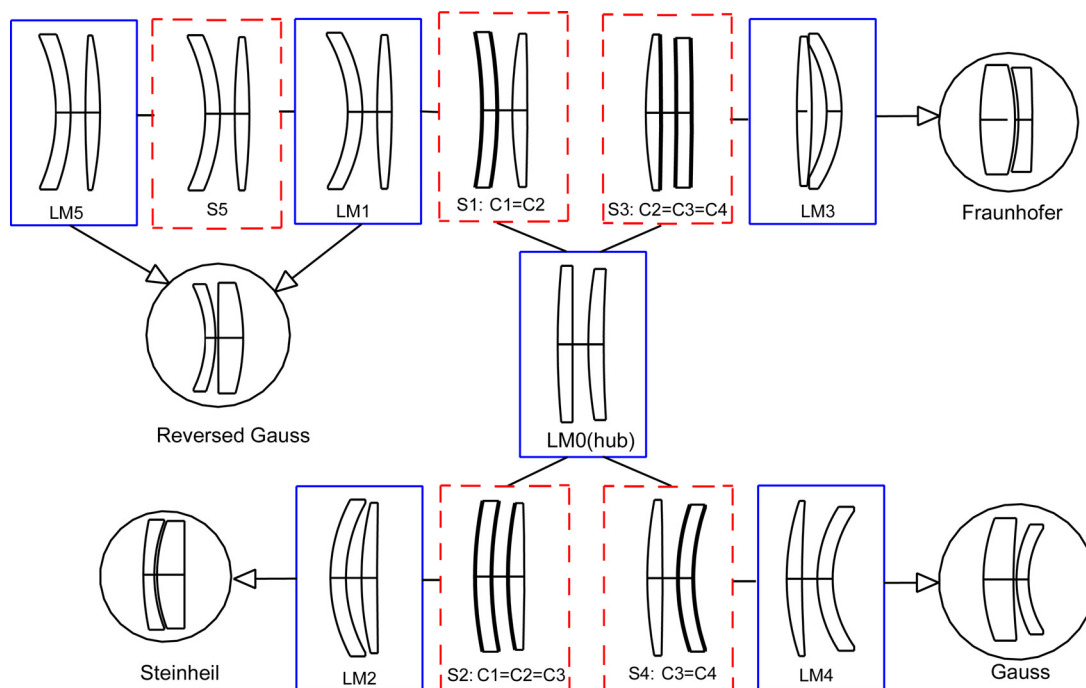 LM5
S5
LM1
S1: C1=C2
S3: C2=C3=C4
LM3
Fraunhofer
Reversed Gauss
LM0(hub)
Steinheil
LM2
S2: C1=C2=C3
S4: C3=C4
LM4
Gauss